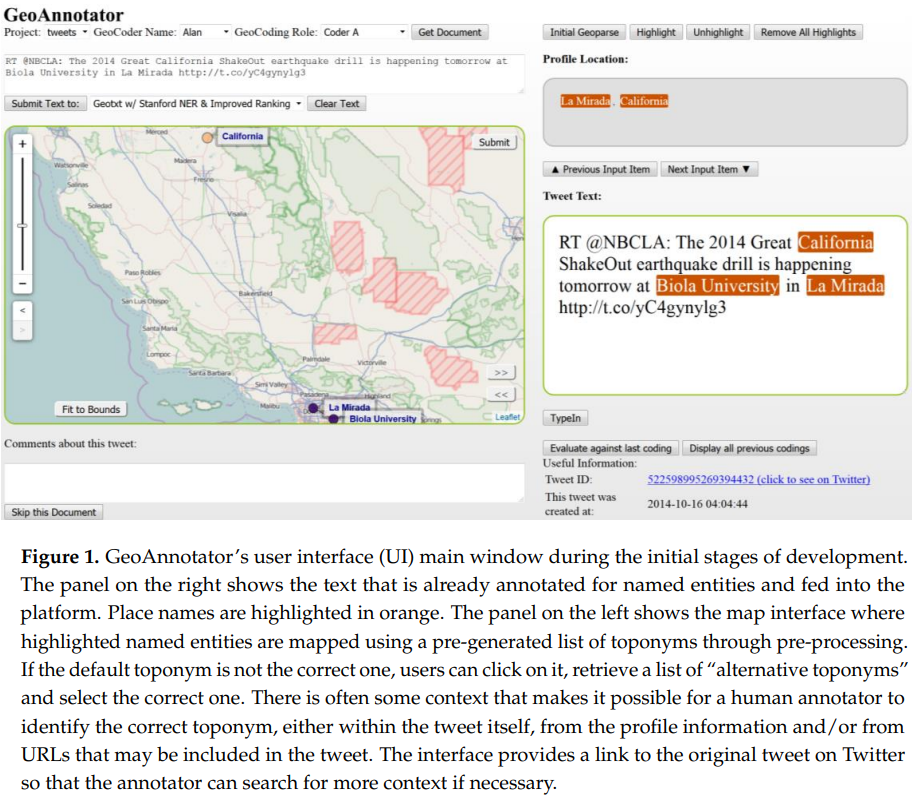 GeoAnnotator
Project: tweets GeoCoder Name: Alan GeoCoding Role: Coder A Get Document
RT @NBCLA: The 2014 Great California ShakeOut earthquake drill is happening tomorrow at
Biola University in La Mirada http://t.co/yC4gynylg3
Submit Text to: Geotxt w/ Stanford NER & Improved Ranking Clear Text
+
Merced
California
Submit
Watsonville
Madera
Salinas
Fresno
Soledad
Visalia
Paso Robles
Bakersfield
−
<
>
San Luis Obispo
Santa Maria
Lompoc
Palmdale
Victorville
Santa Barbara
Simi Valley
>>
Pasadena
Highland
<<
Malibu
La Mirada
Fit to Bounds
Biola University
Springs
Leaflet
Comments about this tweet:
Skip this Document
Initial Geoparse Highlight Unhighlight Remove All Highlights
Profile Location:
La Mirada, California
▲ Previous Input Item Next Input Item ▼
Tweet Text:
RT @NBCLA: The 2014 Great California
ShakeOut earthquake drill is happening
tomorrow at Biola University in La Mirada
http://t.co/yC4gynylg3
TypeIn
Evaluate against last coding Display all previous codings
Useful Information:
Tweet ID: 522598995269394432 (click to see on Twitter)
This tweet was
created at: 2014-10-16 04:04:44
Figure 1. GeoAnnotator’s user interface (UI) main window during the initial stages of development.
The panel on the right shows the text that is already annotated for named entities and fed into the
platform. Place names are highlighted in orange. The panel on the left shows the map interface where
highlighted named entities are mapped using a pre-generated list of toponyms through pre-processing.
If the default toponym is not the correct one, users can click on it, retrieve a list of “alternative toponyms”
and select the correct one. There is often some context that makes it possible for a human annotator to
identify the correct toponym, either within the tweet itself, from the profile information and/or from
URLs that may be included in the tweet. The interface provides a link to the original tweet on Twitter
so that the annotator can search for more context if necessary.